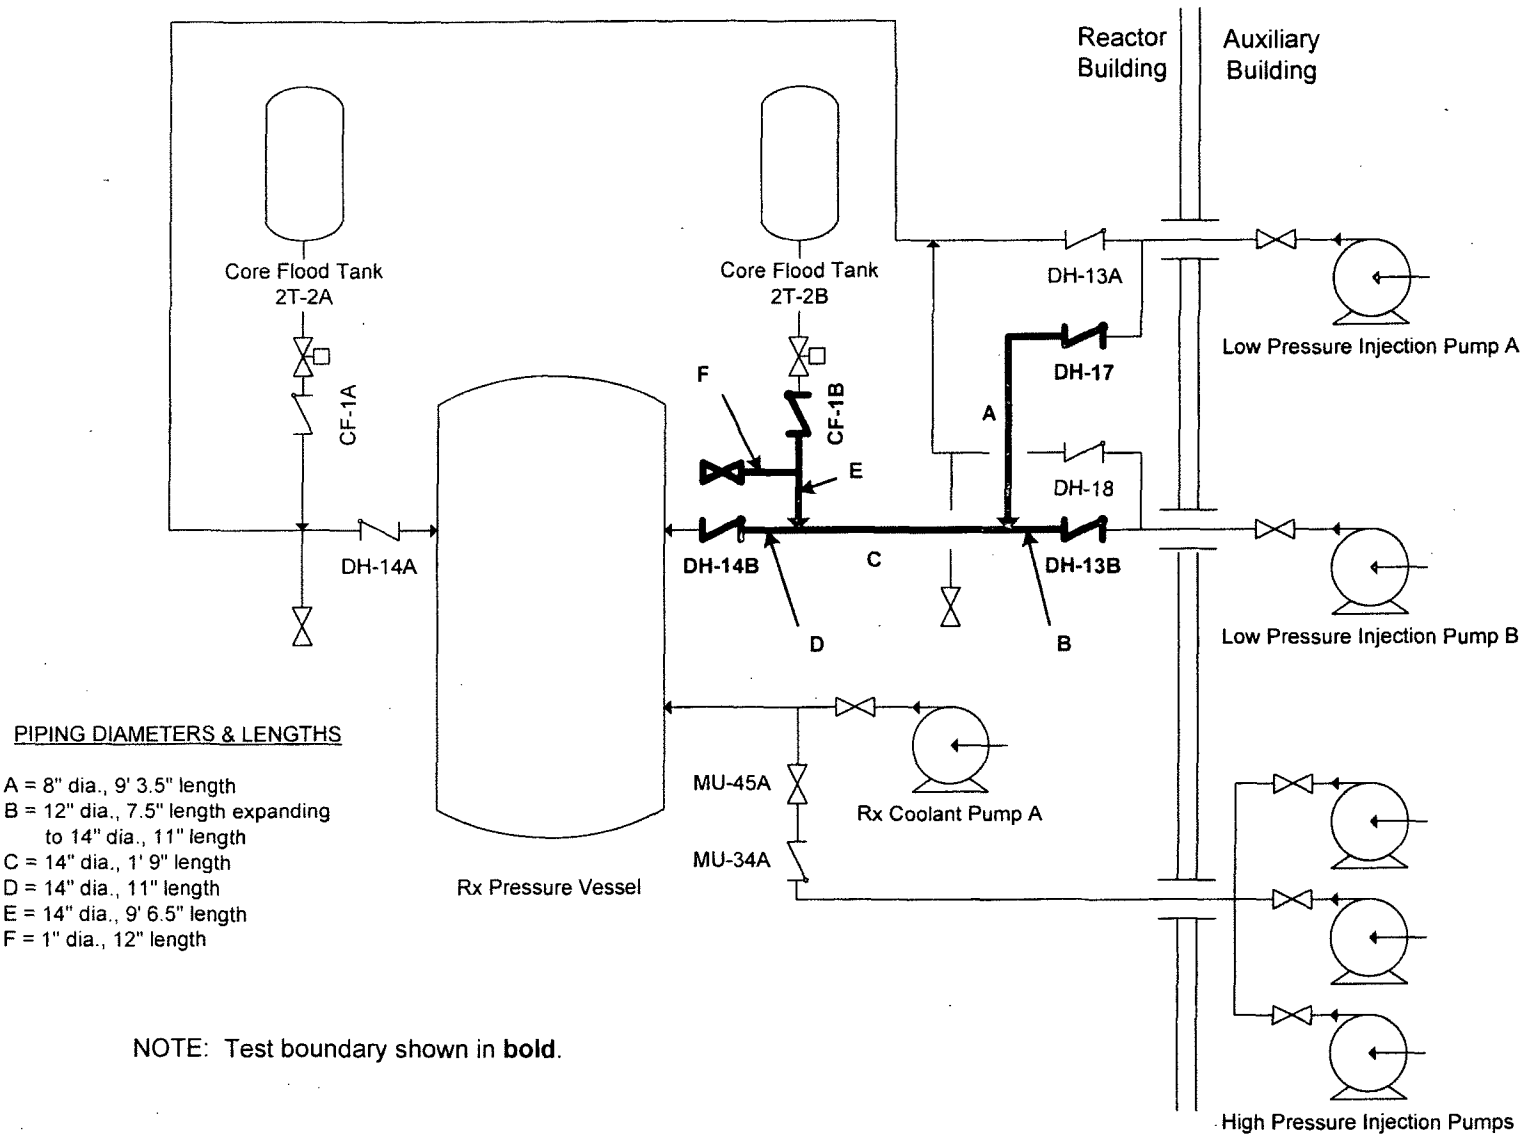 Reactor
Building
Auxiliary
Building
Core Flood Tank
2T-2A
Core Flood Tank
2T-2B
DH-13A
Low Pressure Injection Pump A
DH-17
CF-1A
F
CF-1B
A
E
DH-18
DH-14A
DH-14B
C
DH-13B
D
B
Low Pressure Injection Pump B
PIPING DIAMETERS & LENGTHS
A = 8" dia., 9' 3.5" length
B = 12" dia., 7.5" length expanding
to 14" dia., 11" length
C = 14" dia., 1' 9" length
D = 14" dia., 11" length
E = 14" dia., 9' 6.5" length
F = 1" dia., 12" length
MU-45A
Rx Coolant Pump A
MU-34A
Rx Pressure Vessel
NOTE: Test boundary shown in bold.
High Pressure Injection Pumps